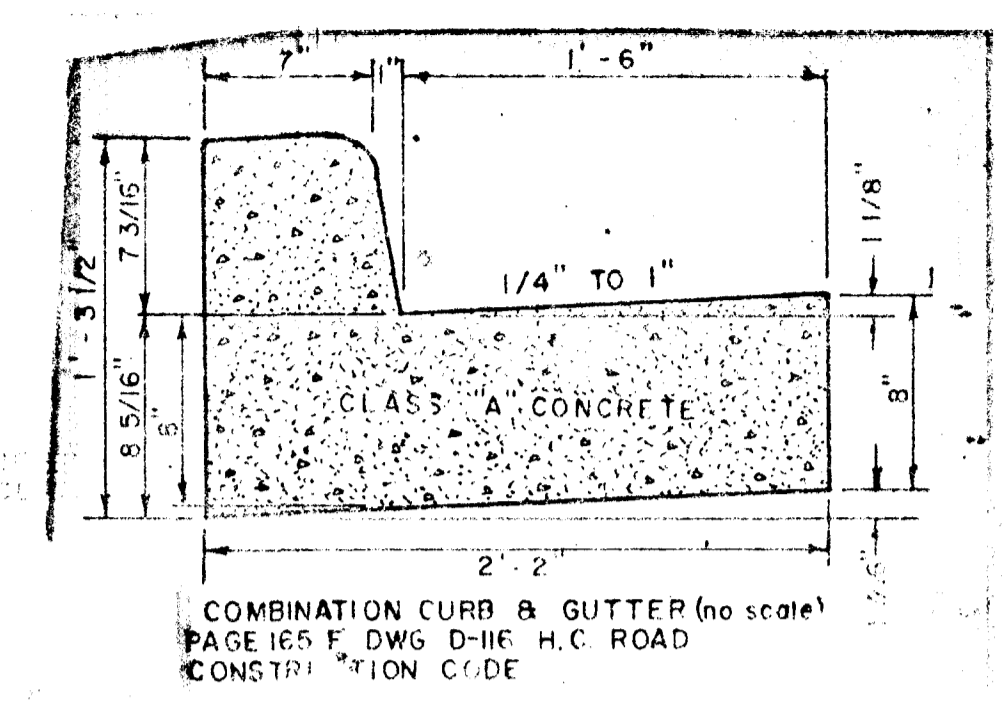 7" 1" 1'-6"
1'-3 1/2"
7 3/16"
8 5/16"
8"
1 1/8"
1/4" TO 1"
8"
CLASS "A" CONCRETE
2'-2"
COMBINATION CURB & GUTTER (no scale)
PAGE 165 F DWG D-116 H.C. ROAD
CODE